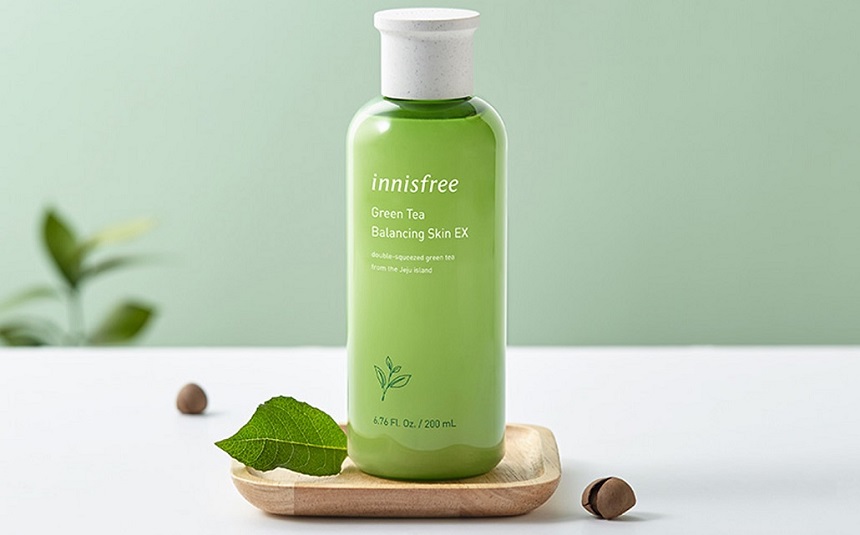 innisfree
Green Tea
Balancing Skin EX
double-squeezed green tea
from the Jeju island
6.76 Fl. Oz. / 200 mL